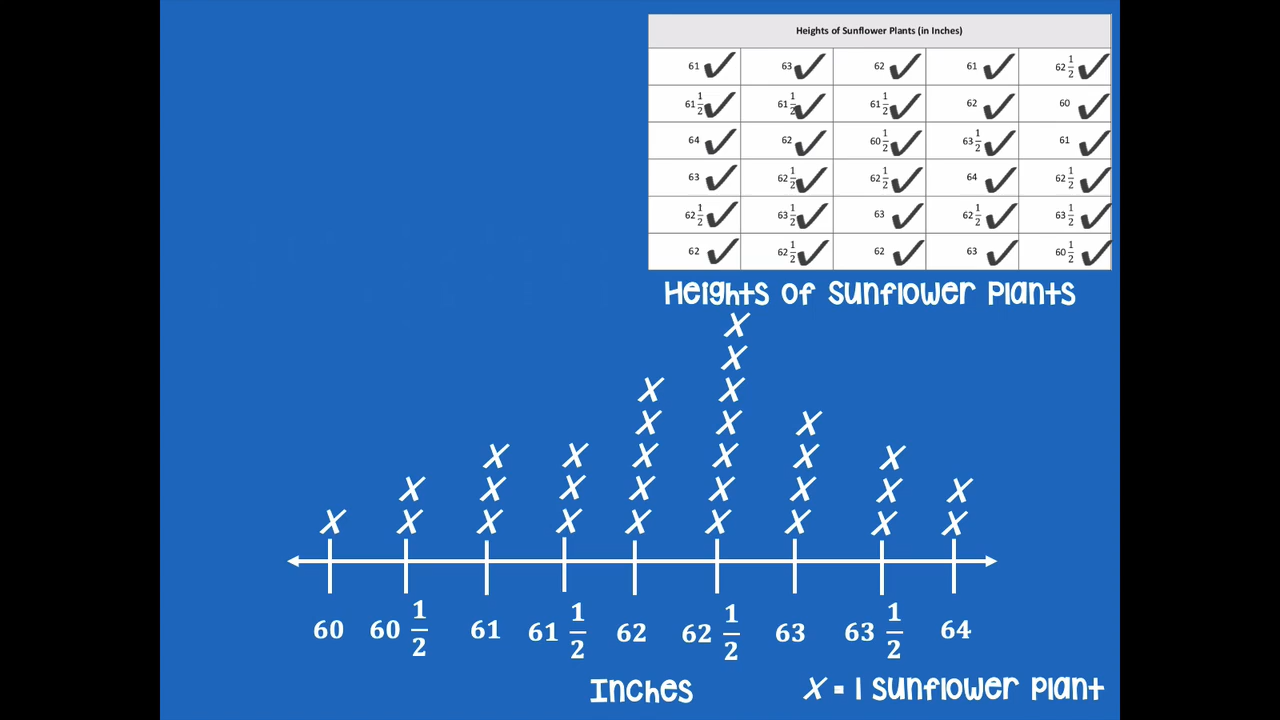 Heights of Sunflower Plants (in Inches)
61 ✔ 63 ✔ 62 ✔ 61 ✔ 62 1/2 ✔
61 1/2 ✔ 61 1/2 ✔ 61 1/2 ✔ 62 ✔ 60 ✔
64 ✔ 62 ✔ 60 1/2 ✔ 63 1/2 ✔ 61 ✔
63 ✔ 62 1/2 ✔ 62 1/2 ✔ 64 ✔ 62 1/2 ✔
62 1/2 ✔ 63 1/2 ✔ 63 ✔ 62 1/2 ✔ 63 1/2 ✔
62 ✔ 62 1/2 ✔ 62 ✔ 63 ✔ 60 1/2 ✔
Heights of Sunflower Plants
X
X
X X
X X X
X X X X X X
X X X X X X X X
X X X X X X X X X
60 60 1/2 61 61 1/2 62 62 1/2 63 63 1/2 64
Inches
X = 1 Sunflower Plant